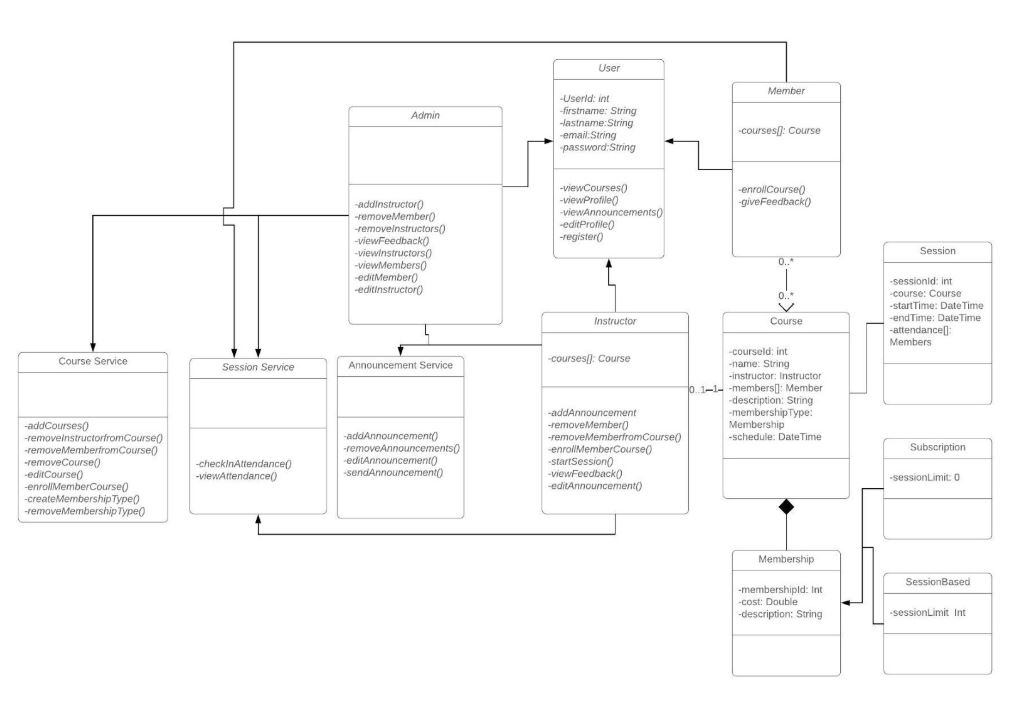 User
-UserId: int
-firstname: String
-lastname:String
-email:String
-password:String
-viewCourses()
-viewProfile()
-viewAnnouncements()
-editProfile()
-register()
Member
-courses[]: Course
-enrollCourse()
-giveFeedback()
Admin
-addInstructor()
-removeMember()
-removeInstructors()
-viewFeedback()
-viewInstructors()
-viewMembers()
-editMember()
-editInstructor()
0..*
0..*
Session
-sessionId: int
-course: Course
-startTime: DateTime
-endTime: DateTime
-attendance[]:
Members
Course Service
-addCourses()
-removeInstructorfromCourse()
-removeMemberfromCourse()
-removeCourse()
-editCourse()
-enrollMemberCourse()
-createMembershipType()
-removeMembershipType()
Session Service
-checkInAttendance()
-viewAttendance()
Announcement Service
-addAnnouncement()
-removeAnnouncements()
-editAnnouncement()
-sendAnnouncement()
Instructor
-courses[]: Course
-addAnnouncement
-removeMember()
-removeMemberfromCourse()
-enrollMemberCourse()
-startSession()
-viewFeedback()
-editAnnouncement()
0..1
1
Course
-courseId: int
-name: String
-instructor: Instructor
-members[]: Member
-description: String
-membershipType:
Membership
-schedule: DateTime
Subscription
-sessionLimit: 0
Membership
-membershipId: Int
-cost: Double
-description: String
SessionBased
-sessionLimit Int